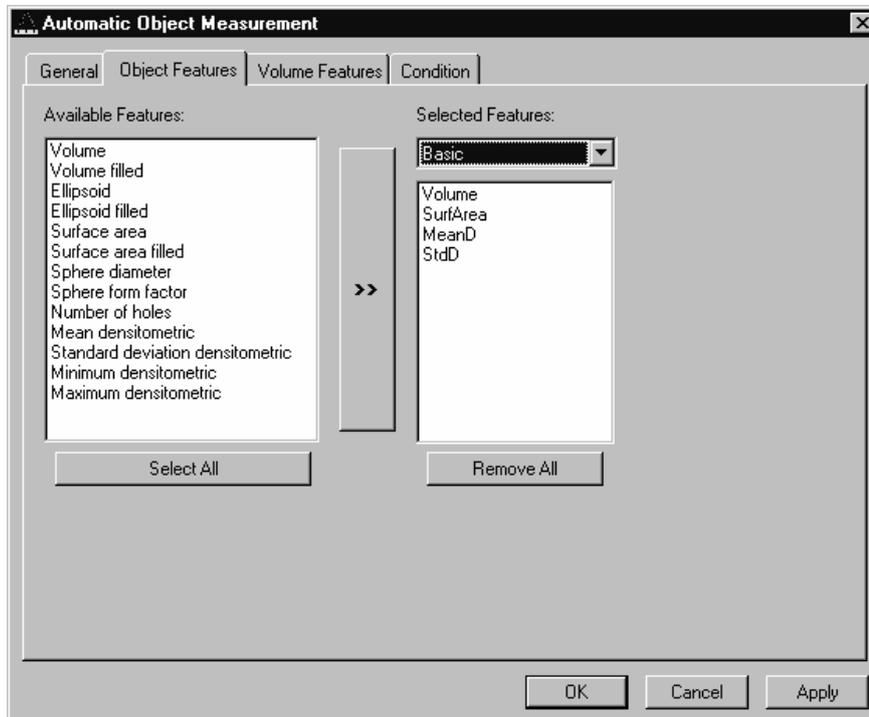 Automatic Object Measurement
General
Object Features
Volume Features
Condition
Available Features:
Volume
Volume filled
Ellipsoid
Ellipsoid filled
Surface area
Surface area filled
Sphere diameter
Sphere form factor
Number of holes
Mean densitometric
Standard deviation densitometric
Minimum densitometric
Maximum densitometric
Select All
>>
Selected Features:
Basic
Volume
SurfArea
MeanD
StdD
Remove All
OK
Cancel
Apply